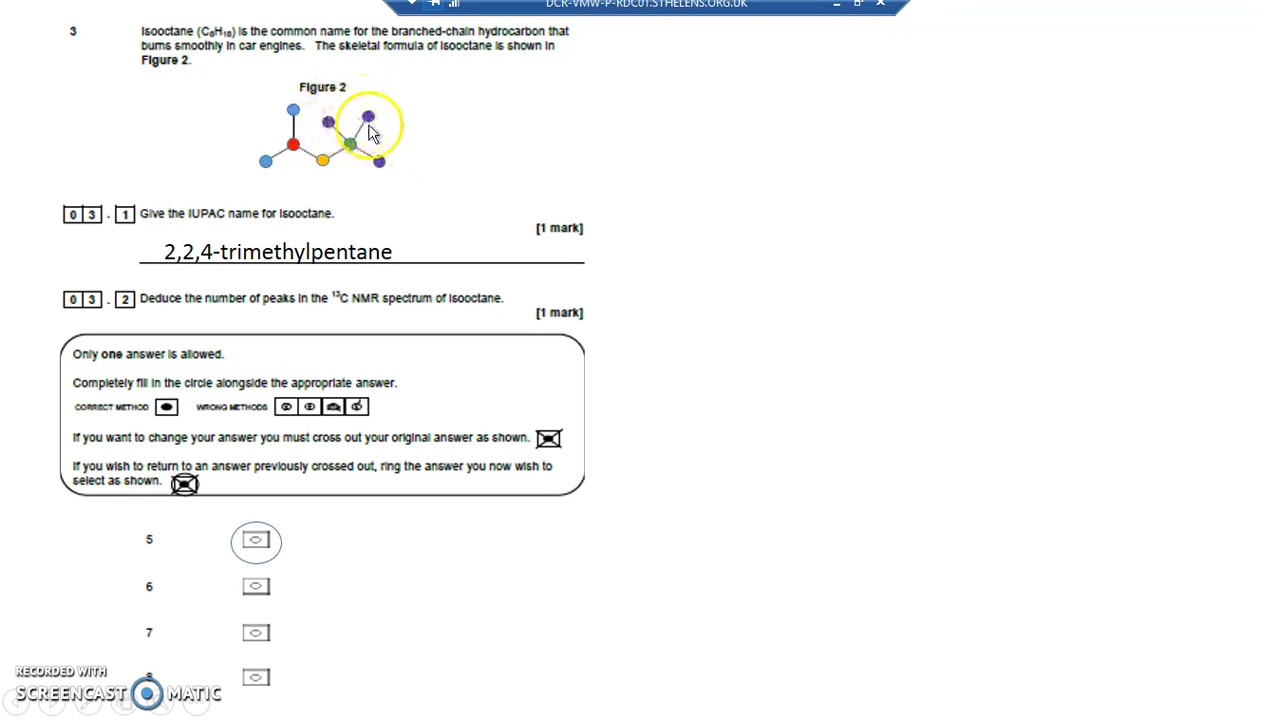 DCR-VMW-P-RDC01.STHELENS.ORG.UK
3 Isooctane (C₈H₁₈) is the common name for the branched-chain hydrocarbon that
burns smoothly in car engines. The skeletal formula of isooctane is shown in
Figure 2.
Figure 2
0 3 . 1 Give the IUPAC name for isooctane.
[1 mark]
2,2,4-trimethylpentane
0 3 . 2 Deduce the number of peaks in the ¹³C NMR spectrum of isooctane.
[1 mark]
Only one answer is allowed.
Completely fill in the circle alongside the appropriate answer.
CORRECT METHOD WRONG METHODS
If you want to change your answer you must cross out your original answer as shown.
If you wish to return to an answer previously crossed out, ring the answer you now wish to
select as shown.
5
6
7
8
RECORDED WITH
SCREENCAST MATIC